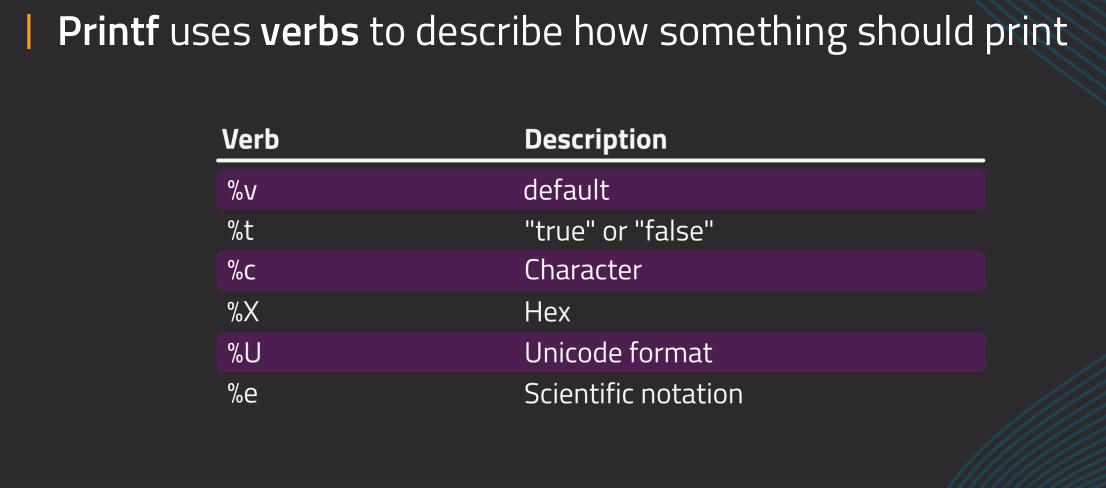 Printf uses verbs to describe how something should print
Verb Description
%v default
%t "true" or "false"
%c Character
%X Hex
%U Unicode format
%e Scientific notation